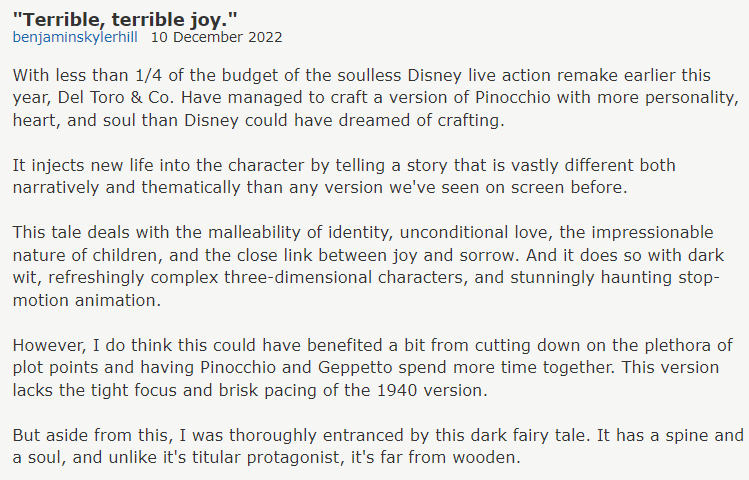 "Terrible, terrible joy."
benjaminskylerhill 10 December 2022
With less than 1/4 of the budget of the soulless Disney live action remake earlier this
year, Del Toro & Co. Have managed to craft a version of Pinocchio with more personality,
heart, and soul than Disney could have dreamed of crafting.
It injects new life into the character by telling a story that is vastly different both
narratively and thematically than any version we've seen on screen before.
This tale deals with the malleability of identity, unconditional love, the impressionable
nature of children, and the close link between joy and sorrow. And it does so with dark
wit, refreshingly complex three-dimensional characters, and stunningly haunting stop-
motion animation.
However, I do think this could have benefited a bit from cutting down on the plethora of
plot points and having Pinocchio and Geppetto spend more time together. This version
lacks the tight focus and brisk pacing of the 1940 version.
But aside from this, I was thoroughly entranced by this dark fairy tale. It has a spine and
a soul, and unlike it's titular protagonist, it's far from wooden.